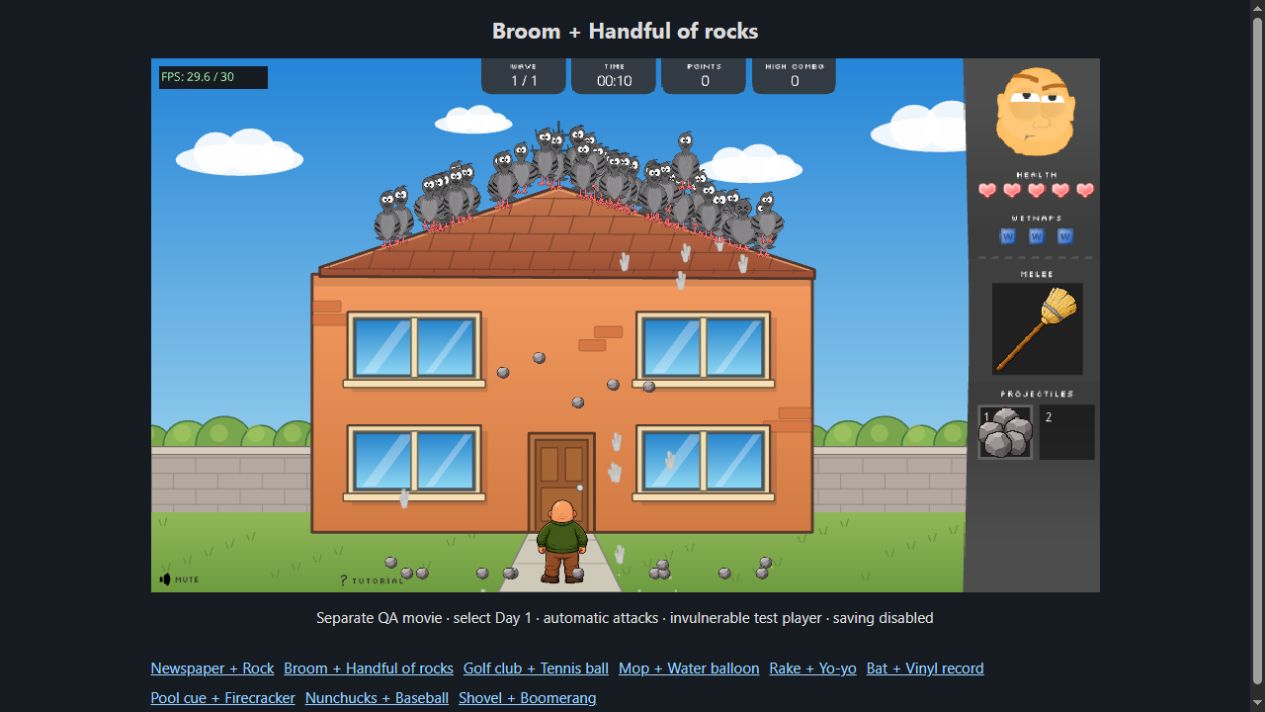 Broom + Handful of rocks
FPS: 29.6 / 30
WAVE
1 / 1
TIME
00:10
POINTS
0
HIGH COMBO
0
HEALTH
WETNAPS
W W W
MELEE
PROJECTILES
1 2
MUTE
? TUTORIAL
Separate QA movie · select Day 1 · automatic attacks · invulnerable test player · saving disabled
Newspaper + Rock Broom + Handful of rocks Golf club + Tennis ball Mop + Water balloon Rake + Yo-yo Bat + Vinyl record
Pool cue + Firecracker Nunchucks + Baseball Shovel + Boomerang